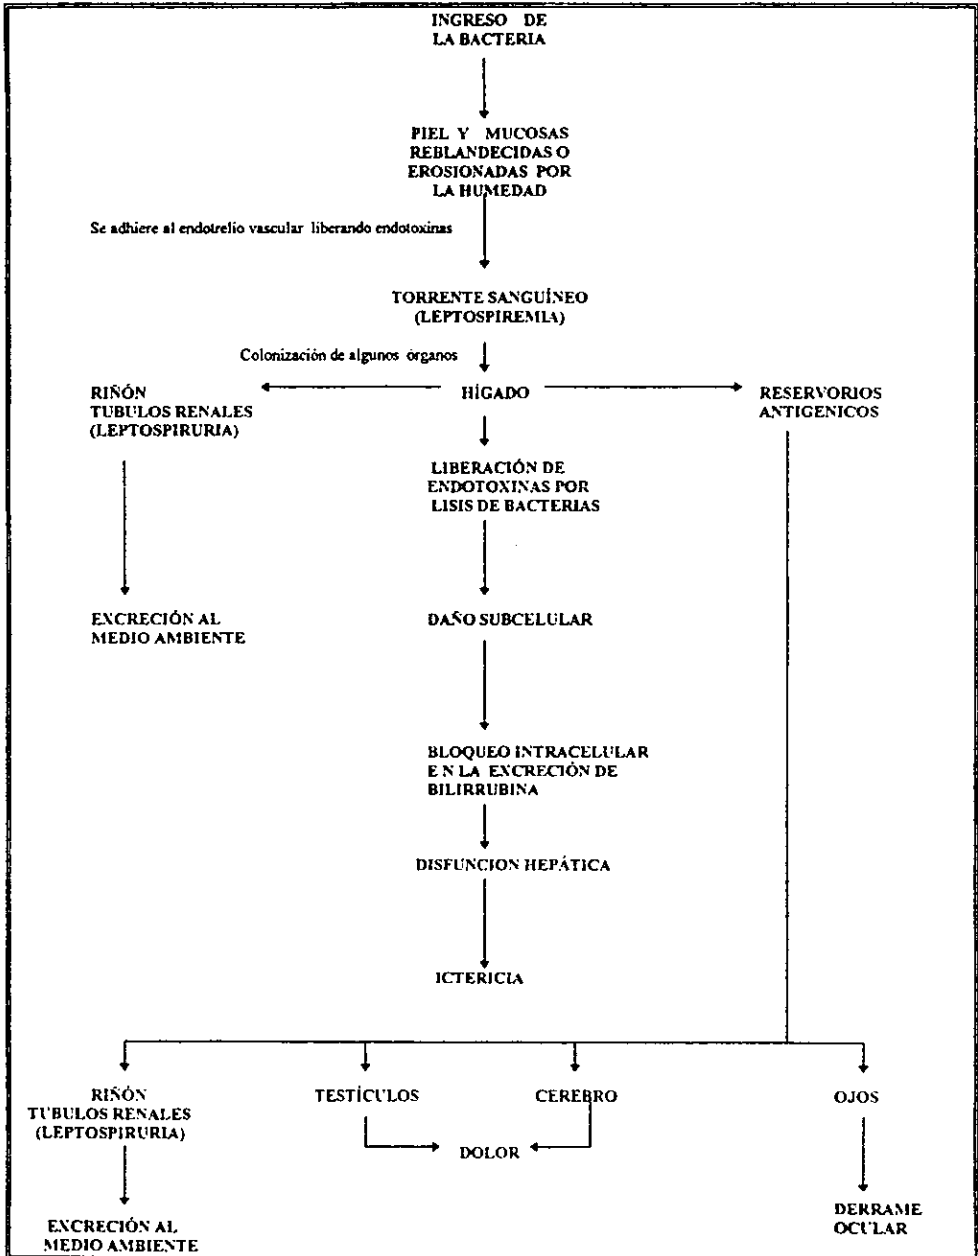 INGRESO DE
LA BACTERIA
PIEL Y MUCOSAS
REBLANDECIDAS O
EROSIONADAS POR
LA HUMEDAD
Se adhiere al endotrelio vascular liberando endotoxinas
TORRENTE SANGUÍNEO
(LEPTOSPIREMIA)
Colonización de algunos órganos
RIÑÓN
TUBULOS RENALES
(LEPTOSPIRURIA)
HÍGADO
RESERVORIOS
ANTIGENICOS
LIBERACIÓN DE
ENDOTOXINAS POR
LISIS DE BACTERIAS
EXCRECIÓN AL
MEDIO AMBIENTE
DAÑO SUBCELULAR
BLOQUEO INTRACELULAR
E N LA EXCRECIÓN DE
BILIRRUBINA
DISFUNCION HEPÁTICA
ICTERICIA
RIÑÓN
TUBULOS RENALES
(LEPTOSPIRURIA)
TESTÍCULOS
CEREBRO
OJOS
DOLOR
EXCRECIÓN AL
MEDIO AMBIENTE
DERRAME
OCULAR